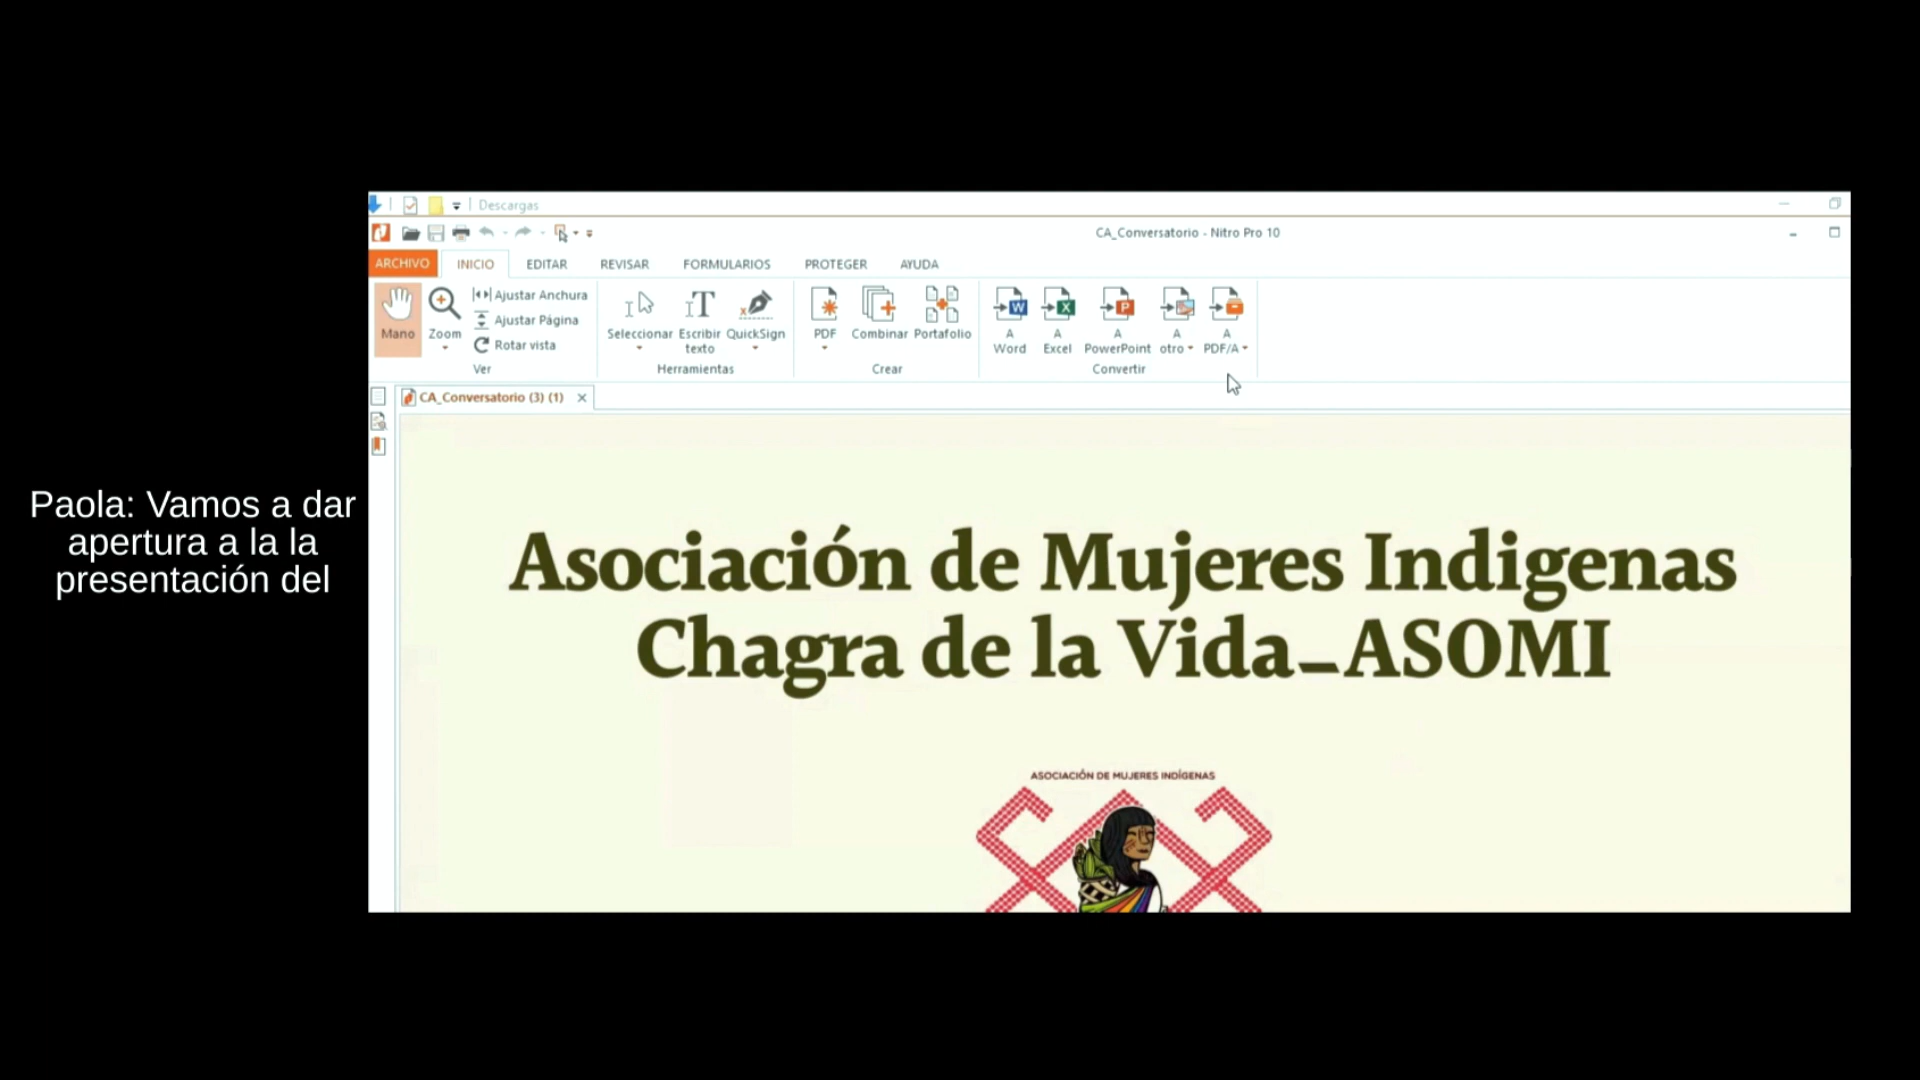 Descargas
CA_Conversatorio - Nitro Pro 10
ARCHIVO INICIO EDITAR REVISAR FORMULARIOS PROTEGER AYUDA
Mano
Zoom
Ajustar Anchura
Ajustar Página
Rotar vista
Ver
Seleccionar
Escribir
texto
QuickSign
Herramientas
PDF
Combinar
Portafolio
Crear
A
Word
A
Excel
A
PowerPoint
A
otro
A
PDF/A
Convertir
CA_Conversatorio (3) (1)
Paola: Vamos a dar
apertura a la la
presentación del
Asociación de Mujeres Indigenas
Chagra de la Vida_ASOMI
ASOCIACIÓN DE MUJERES INDÍGENAS